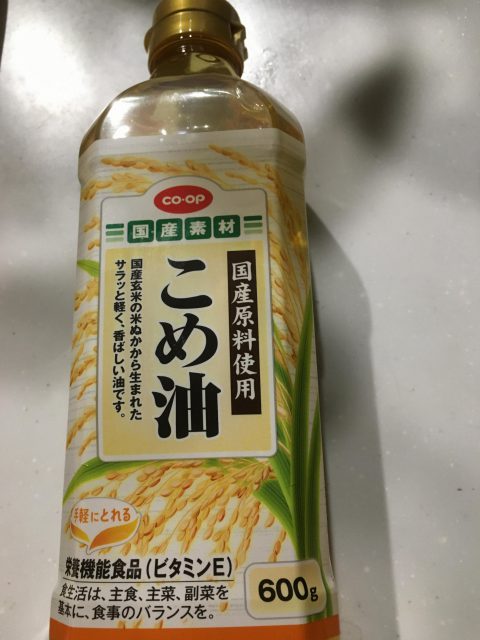 CO・OP
国産素材
国産原料使用
こめ油
国産玄米の米ぬかから生まれた
サラッと軽く、香ばしい油です。
手軽にとれる
栄養機能食品(ビタミンE)
食生活は、主食、主菜、副菜を
基本に、食事のバランスを。
600g